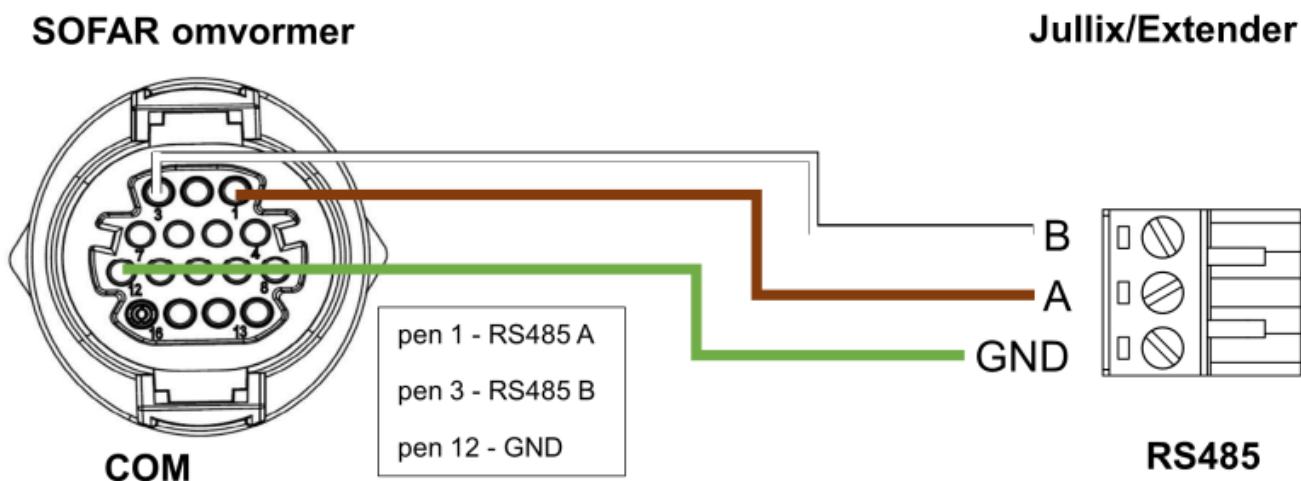 SOFAR omvormer
Jullix/Extender
3 1
7 4
12 8
16 13
B
A
GND
pen 1 - RS485 A
pen 3 - RS485 B
pen 12 - GND
COM
RS485